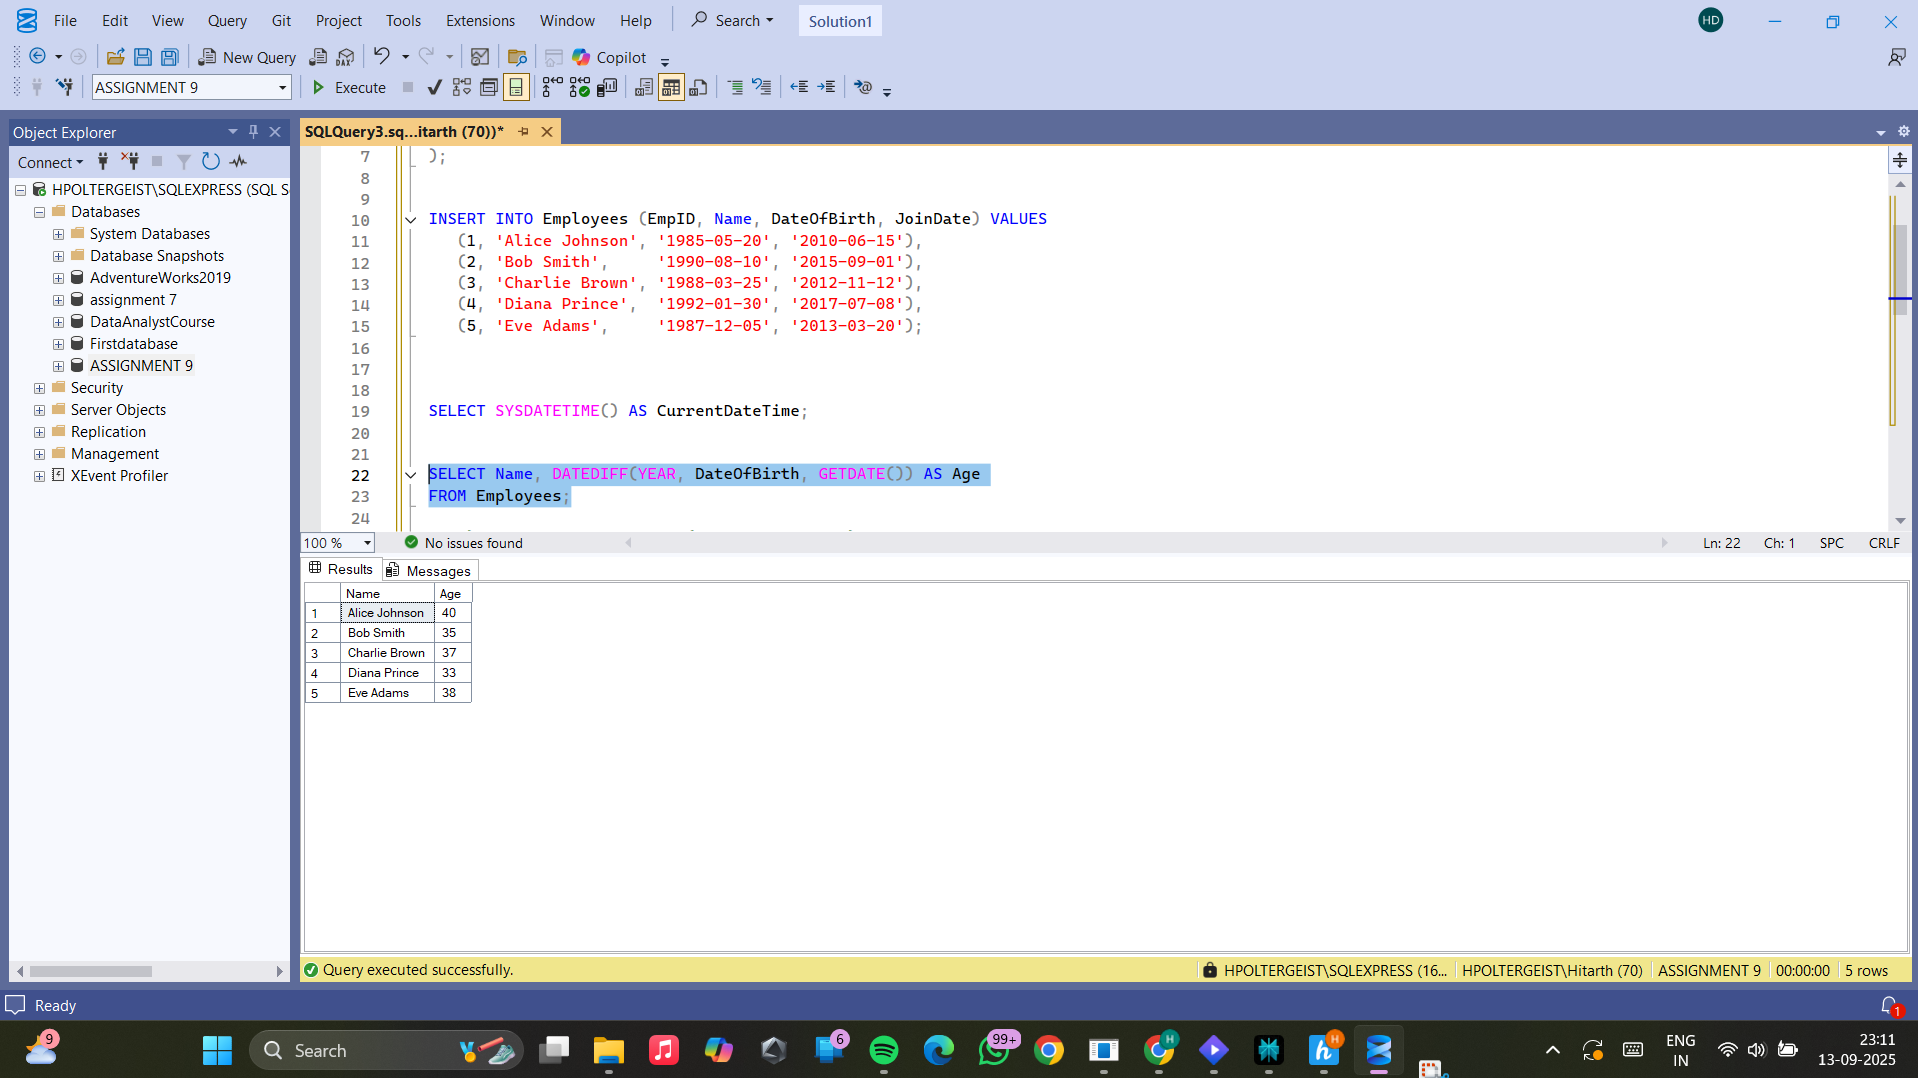 File Edit View Query Git Project Tools Extensions Window Help Search Solution1 HD
New Query DAX Copilot
ASSIGNMENT 9 Execute
Object Explorer
Connect
HPOLTERGEIST\SQLEXPRESS (SQL S
Databases
System Databases
Database Snapshots
AdventureWorks2019
assignment 7
DataAnalystCourse
Firstdatabase
ASSIGNMENT 9
Security
Server Objects
Replication
Management
XEvent Profiler
SQLQuery3.sq...itarth (70))*
7 );
8
9
10 INSERT INTO Employees (EmpID, Name, DateOfBirth, JoinDate) VALUES
11 (1, 'Alice Johnson', '1985-05-20', '2010-06-15'),
12 (2, 'Bob Smith', '1990-08-10', '2015-09-01'),
13 (3, 'Charlie Brown', '1988-03-25', '2012-11-12'),
14 (4, 'Diana Prince', '1992-01-30', '2017-07-08'),
15 (5, 'Eve Adams', '1987-12-05', '2013-03-20');
16
17
18
19 SELECT SYSDATETIME() AS CurrentDateTime;
20
21
22 SELECT Name, DATEDIFF(YEAR, DateOfBirth, GETDATE()) AS Age
23 FROM Employees;
24
100 % No issues found Ln: 22 Ch: 1 SPC CRLF
Results Messages
Name Age
1 Alice Johnson 40
2 Bob Smith 35
3 Charlie Brown 37
4 Diana Prince 33
5 Eve Adams 38
Query executed successfully. HPOLTERGEIST\SQLEXPRESS (16... HPOLTERGEIST\Hitarth (70) ASSIGNMENT 9 00:00:00 5 rows
Ready 1
9 Search 6 99+ H H h ENG 23:11
IN 13-09-2025